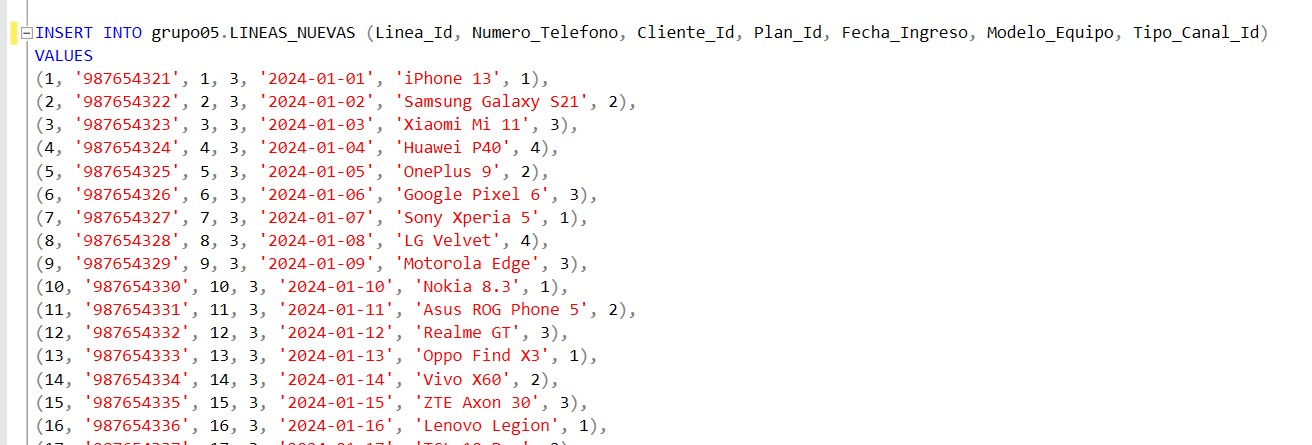 INSERT INTO grupo05.LINEAS_NUEVAS (Linea_Id, Numero_Telefono, Cliente_Id, Plan_Id, Fecha_Ingreso, Modelo_Equipo, Tipo_Canal_Id)
VALUES
(1, '987654321', 1, 3, '2024-01-01', 'iPhone 13', 1),
(2, '987654322', 2, 3, '2024-01-02', 'Samsung Galaxy S21', 2),
(3, '987654323', 3, 3, '2024-01-03', 'Xiaomi Mi 11', 3),
(4, '987654324', 4, 3, '2024-01-04', 'Huawei P40', 4),
(5, '987654325', 5, 3, '2024-01-05', 'OnePlus 9', 2),
(6, '987654326', 6, 3, '2024-01-06', 'Google Pixel 6', 3),
(7, '987654327', 7, 3, '2024-01-07', 'Sony Xperia 5', 1),
(8, '987654328', 8, 3, '2024-01-08', 'LG Velvet', 4),
(9, '987654329', 9, 3, '2024-01-09', 'Motorola Edge', 3),
(10, '987654330', 10, 3, '2024-01-10', 'Nokia 8.3', 1),
(11, '987654331', 11, 3, '2024-01-11', 'Asus ROG Phone 5', 2),
(12, '987654332', 12, 3, '2024-01-12', 'Realme GT', 3),
(13, '987654333', 13, 3, '2024-01-13', 'Oppo Find X3', 1),
(14, '987654334', 14, 3, '2024-01-14', 'Vivo X60', 2),
(15, '987654335', 15, 3, '2024-01-15', 'ZTE Axon 30', 3),
(16, '987654336', 16, 3, '2024-01-16', 'Lenovo Legion', 1),